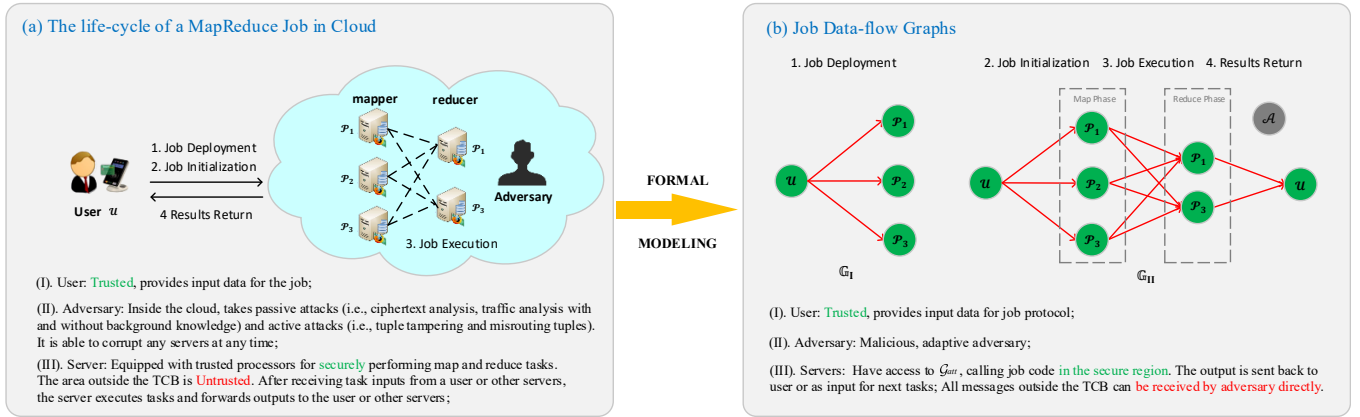 (a) The life-cycle of a MapReduce Job in Cloud
mapper
reducer
𝒫₁
𝒫₁
1. Job Deployment
2. Job Initialization
𝒫₂
4 Results Return
User 𝒰
Adversary
𝒫₃
𝒫₃
3. Job Execution
(I). User: Trusted, provides input data for the job;
(II). Adversary: Inside the cloud, takes passive attacks (i.e., ciphertext analysis, traffic analysis with
and without background knowledge) and active attacks (i.e., tuple tampering and misrouting tuples).
It is able to corrupt any servers at any time;
(III). Server: Equipped with trusted processors for securely performing map and reduce tasks.
The area outside the TCB is Untrusted. After receiving task inputs from a user or other servers,
the server executes tasks and forwards outputs to the user or other servers;
FORMAL
MODELING
(b) Job Data-flow Graphs
1. Job Deployment
2. Job Initialization
3. Job Execution
4. Results Return
Map Phase
Reduce Phase
𝒰
𝒫₁
𝒫₂
𝒫₃
𝔾_I
𝒰
𝒫₁
𝒫₂
𝒫₃
𝒫₁
𝒫₃
𝒜
𝒰
𝔾_II
(I). User: Trusted, provides input data for job protocol;
(II). Adversary: Malicious, adaptive adversary;
(III). Servers: Have access to 𝒢_att, calling job code in the secure region. The output is sent back to
user or as input for next tasks; All messages outside the TCB can be received by adversary directly.